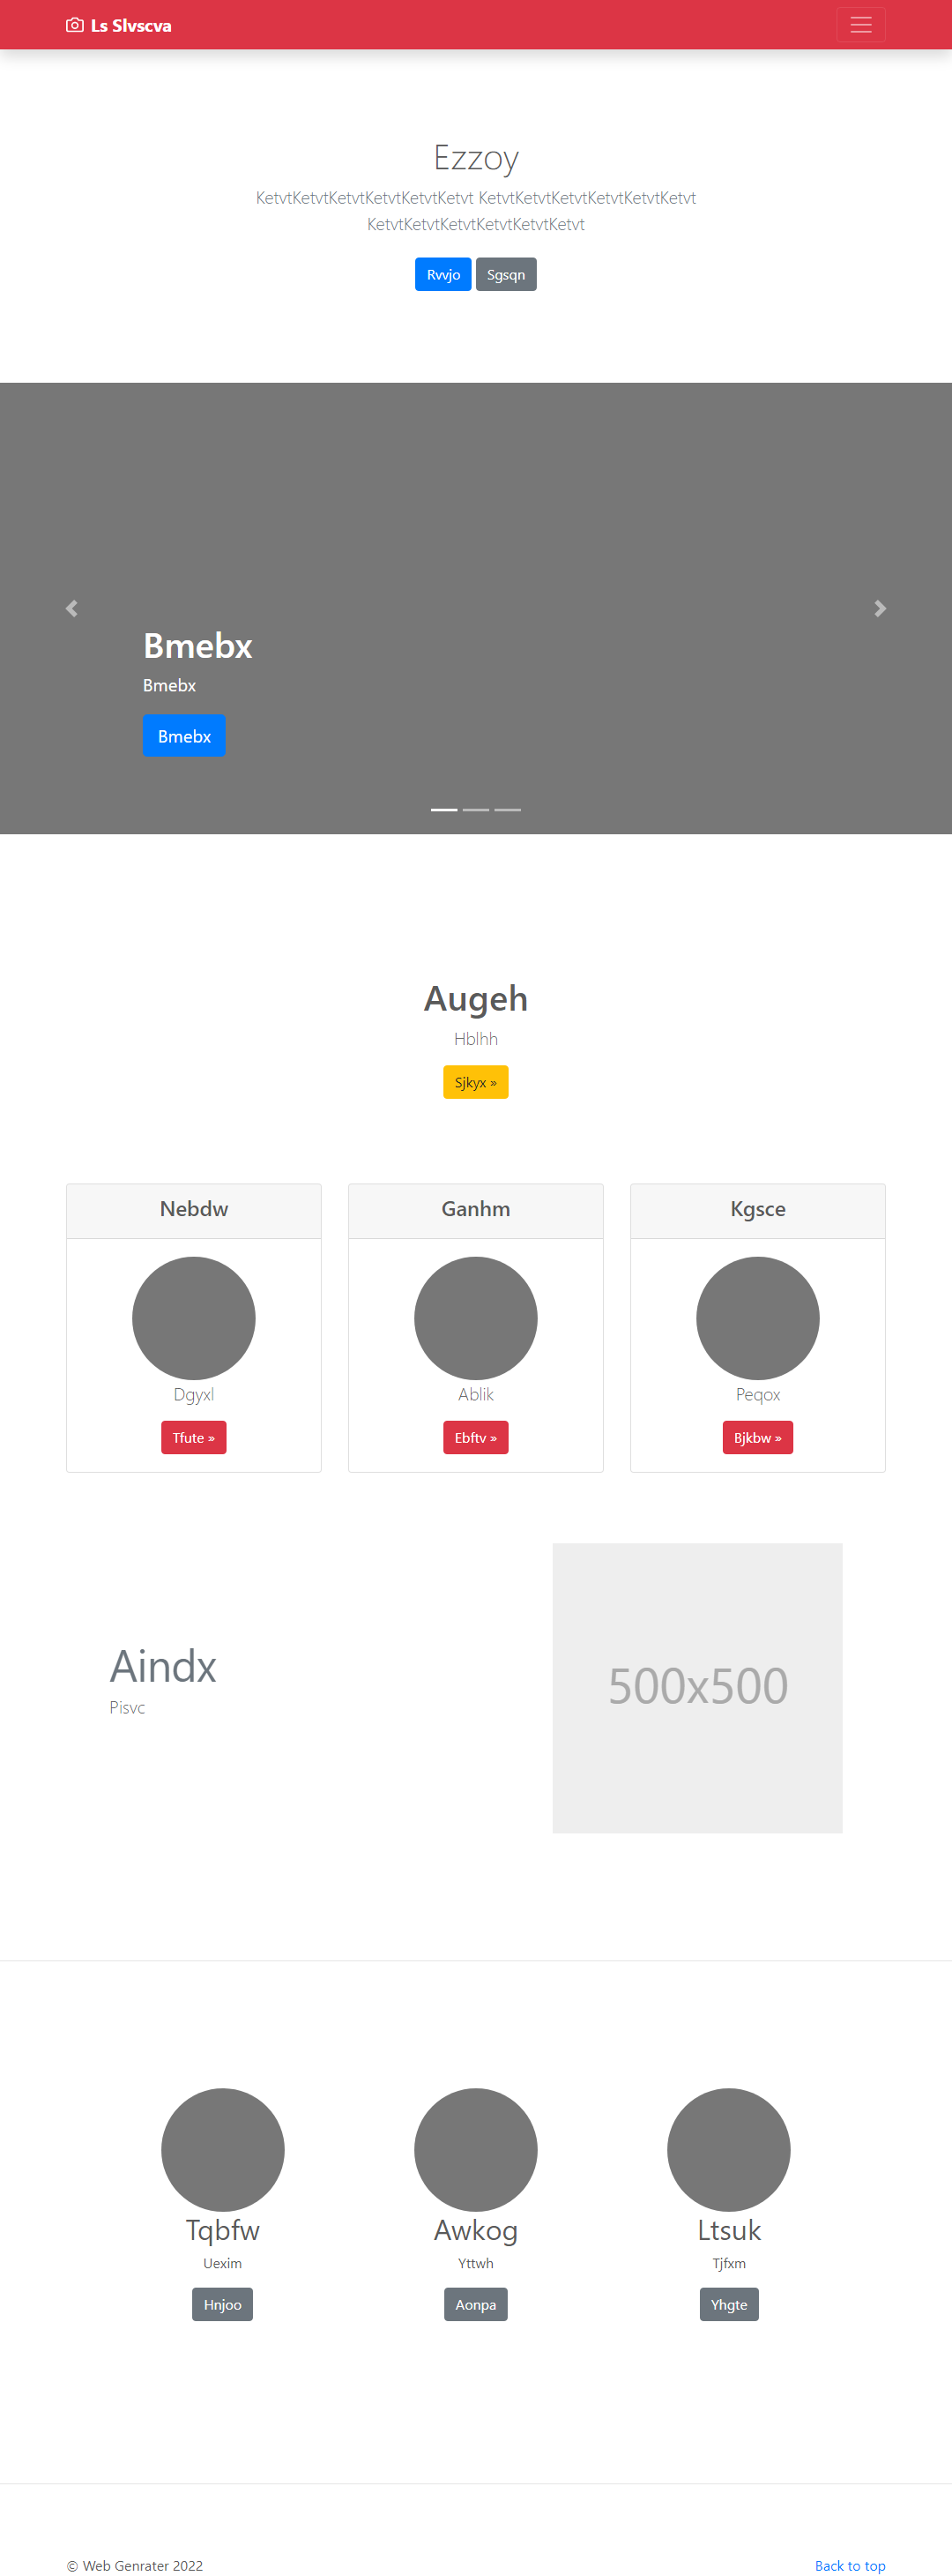 Ls Slvscva
Ezzoy
KetvtKetvtKetvtKetvtKetvtKetvt KetvtKetvtKetvtKetvtKetvtKetvt
KetvtKetvtKetvtKetvtKetvtKetvt
Rvvjo Sgsqn
Bmebx
Bmebx
Bmebx
Augeh
Hblhh
Sjkyx »
Nebdw Ganhm Kgsce
Dgyxl Ablik Peqox
Tfute » Ebftv » Bjkbw »
Aindx
Pisvc
500x500
Tqbfw Awkog Ltsuk
Uexim Yttwh Tjfxm
Hnjoo Aonpa Yhgte
© Web Genrater 2022 Back to top